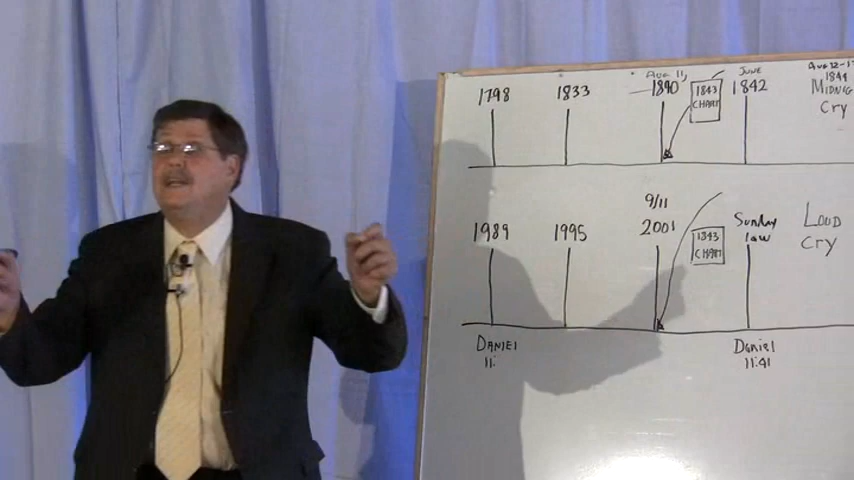 1798 1833 Aug 11, 1840 1843 CHART JUNE 1842 Aug 12-17 1844 MIDNIG Cry
1989 1995 9/11 2001 1843 CHART Sunday law LOUD Cry
DANIEL 11: Daniel 11:41